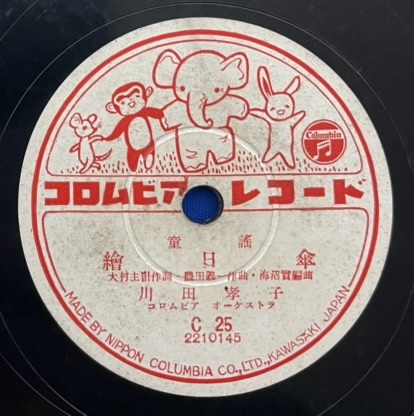 Columbia
コロムビア レコード
童謡
繪日傘
大村主計作詞・豊田義一作曲・海沼實編曲
川田孝子
コロムビア オーケストラ
C 25
2210145
MADE BY NIPPON COLUMBIA CO., LTD., KAWASAKI JAPAN